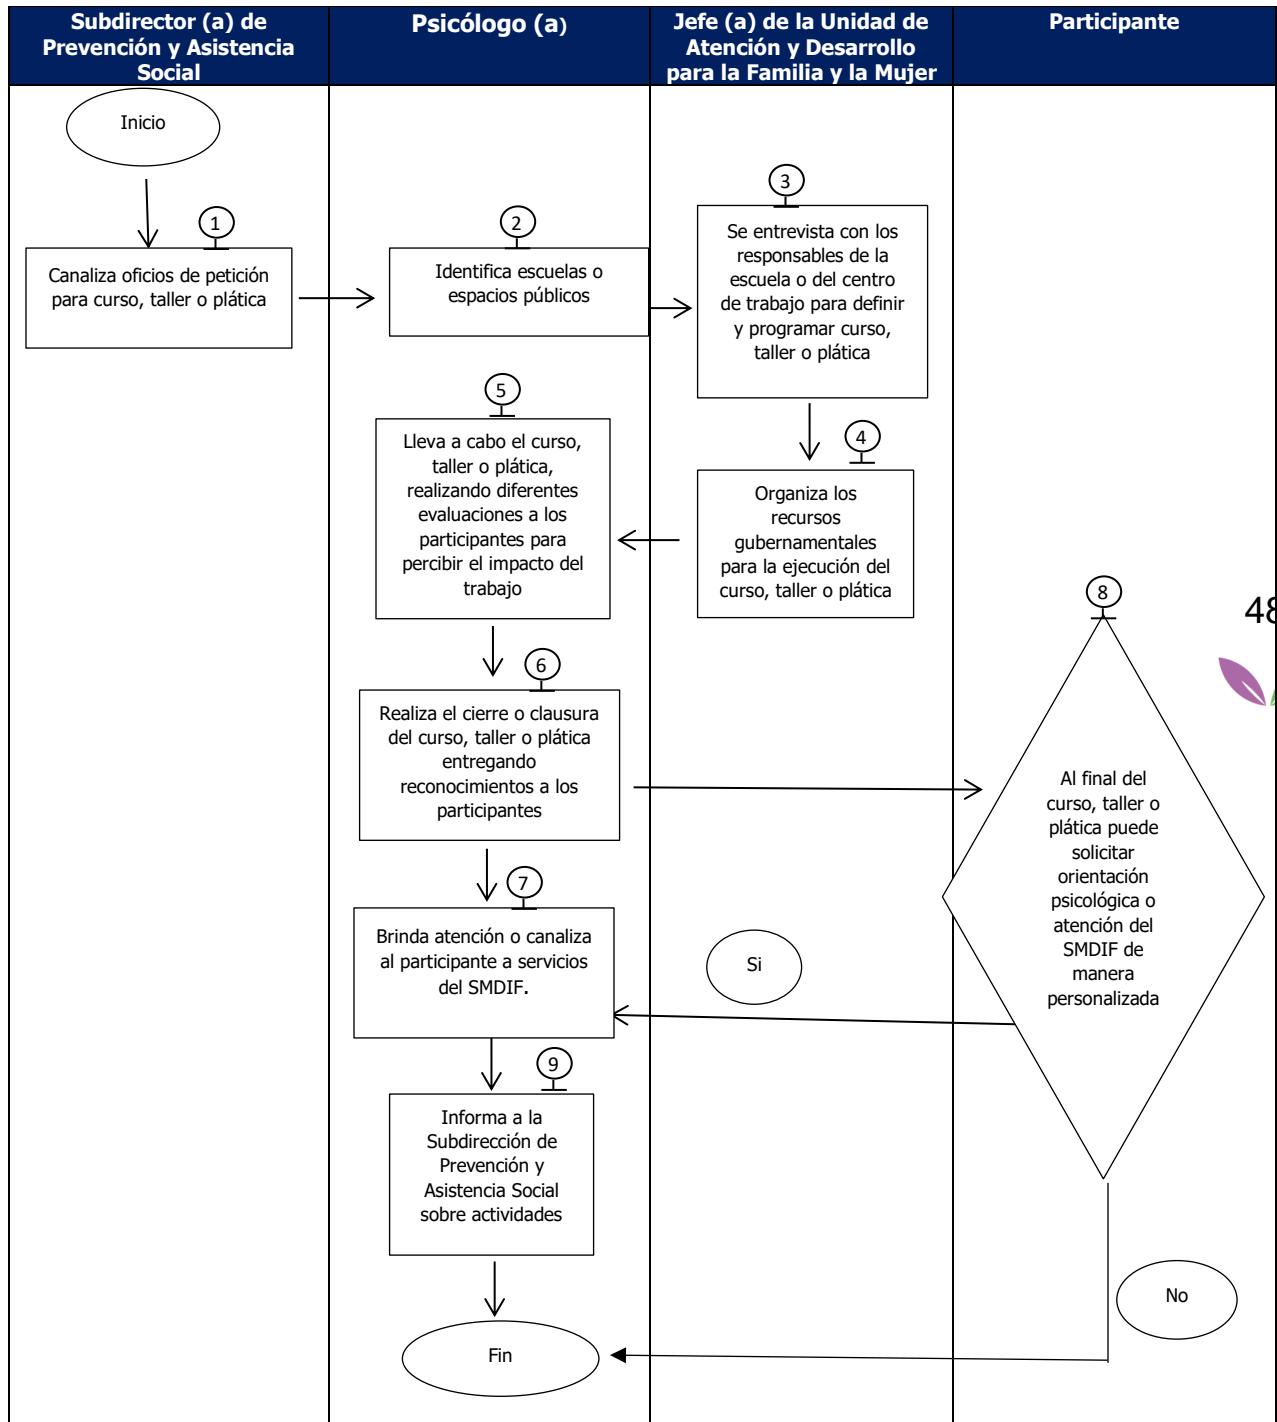 Subdirector (a) de
Prevención y Asistencia
Social
Psicólogo (a)
Jefe (a) de la Unidad de
Atención y Desarrollo
para la Familia y la Mujer
Participante
Inicio
1
Canaliza oficios de petición
para curso, taller o plática
2
Identifica escuelas o
espacios públicos
3
Se entrevista con los
responsables de la
escuela o del centro
de trabajo para definir
y programar curso,
taller o plática
4
Organiza los
recursos
gubernamentales
para la ejecución del
curso, taller o plática
5
Lleva a cabo el curso,
taller o plática,
realizando diferentes
evaluaciones a los
participantes para
percibir el impacto del
trabajo
6
Realiza el cierre o clausura
del curso, taller o plática
entregando
reconocimientos a los
participantes
7
Brinda atención o canaliza
al participante a servicios
del SMDIF.
8
Al final del
curso, taller o
plática puede
solicitar
orientación
psicológica o
atención del
SMDIF de
manera
personalizada
48
Si
9
Informa a la
Subdirección de
Prevención y
Asistencia Social
sobre actividades
No
Fin